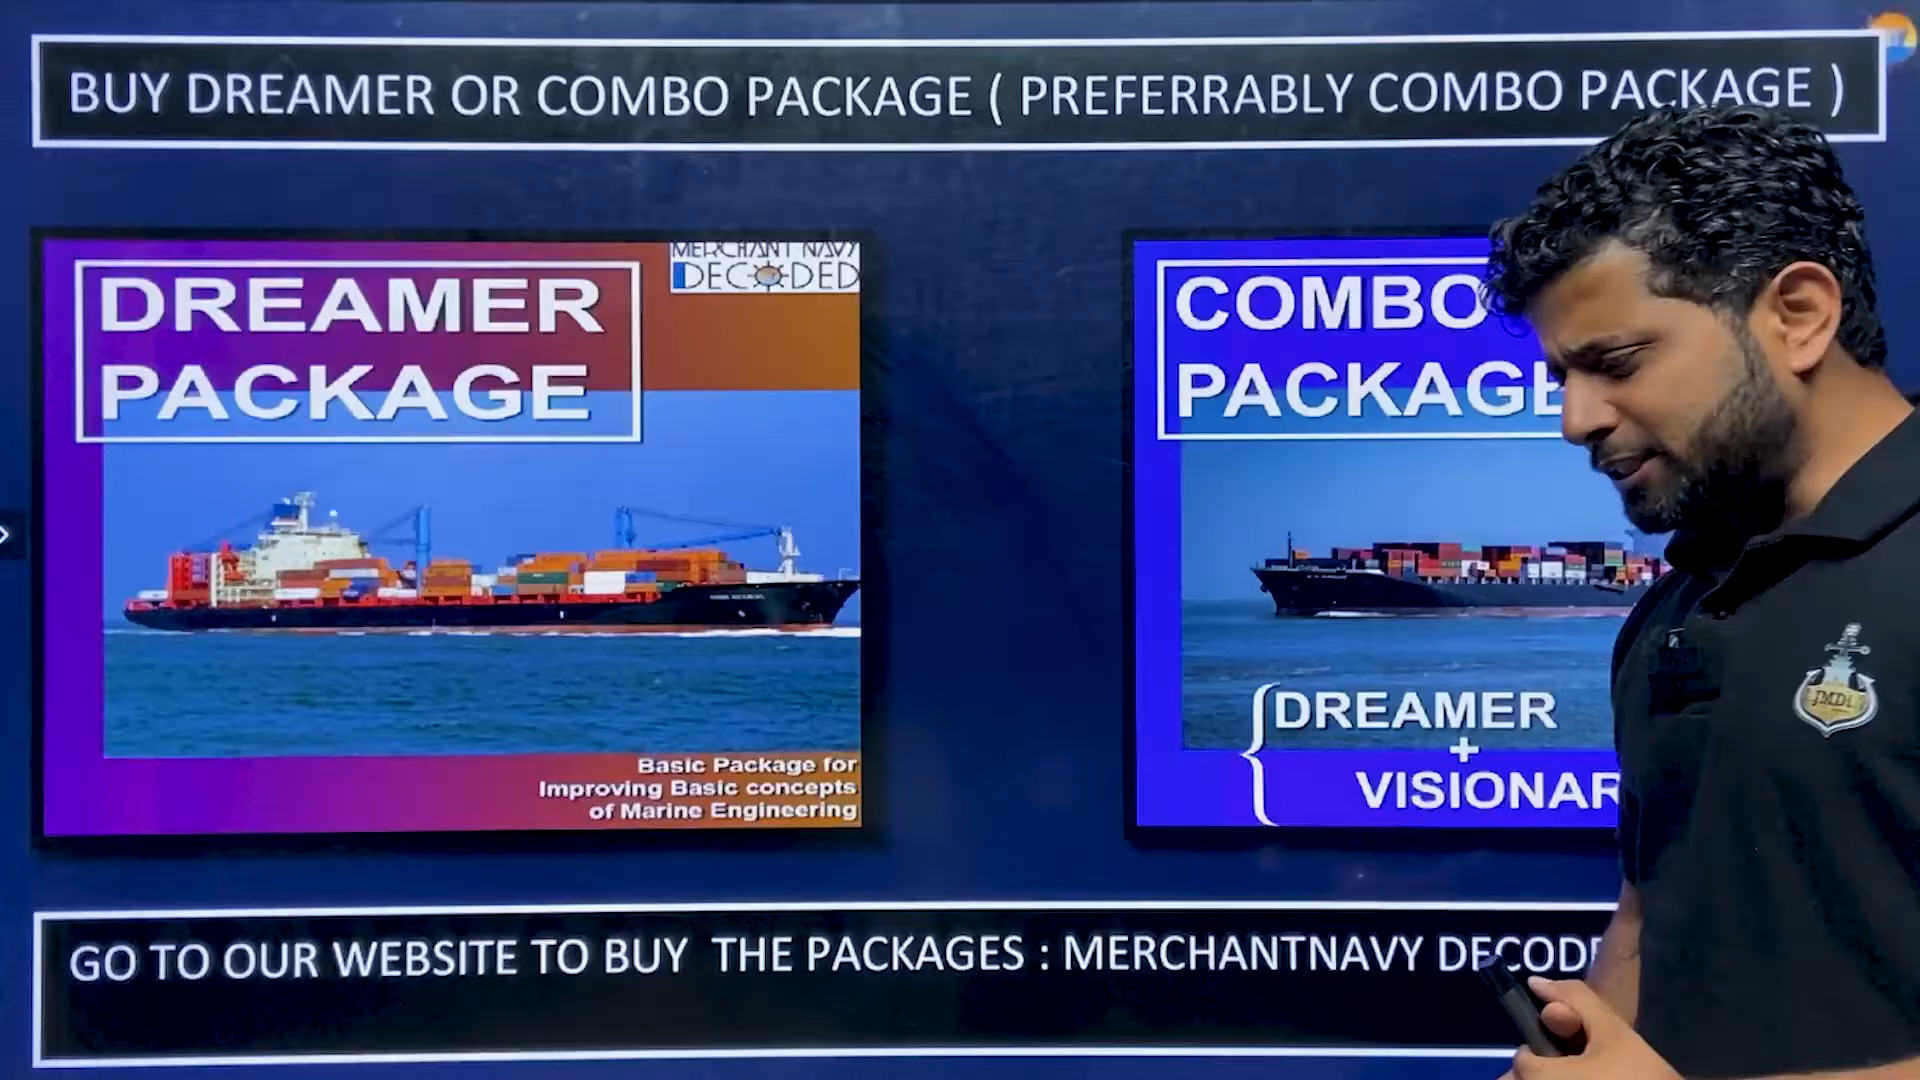 BUY DREAMER OR COMBO PACKAGE ( PREFERRABLY COMBO PACKAGE )
MERCHANT NAVY
DECODED
DREAMER
PACKAGE
Basic Package for
Improving Basic concepts
of Marine Engineering
COMBO
PACKAGE
DREAMER
+
VISIONAR
GO TO OUR WEBSITE TO BUY THE PACKAGES : MERCHANTNAVY DECODE